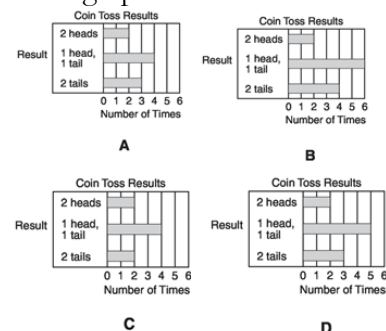 Coin Toss Results
Result
2 heads
1 head,
1 tail
2 tails
0 1 2 3 4 5 6
Number of Times
A
Coin Toss Results
Result
2 heads
1 head,
1 tail
2 tails
0 1 2 3 4 5 6
Number of Times
B
Coin Toss Results
Result
2 heads
1 head,
1 tail
2 tails
0 1 2 3 4 5 6
Number of Times
C
Coin Toss Results
Result
2 heads
1 head,
1 tail
2 tails
0 1 2 3 4 5 6
Number of Times
D